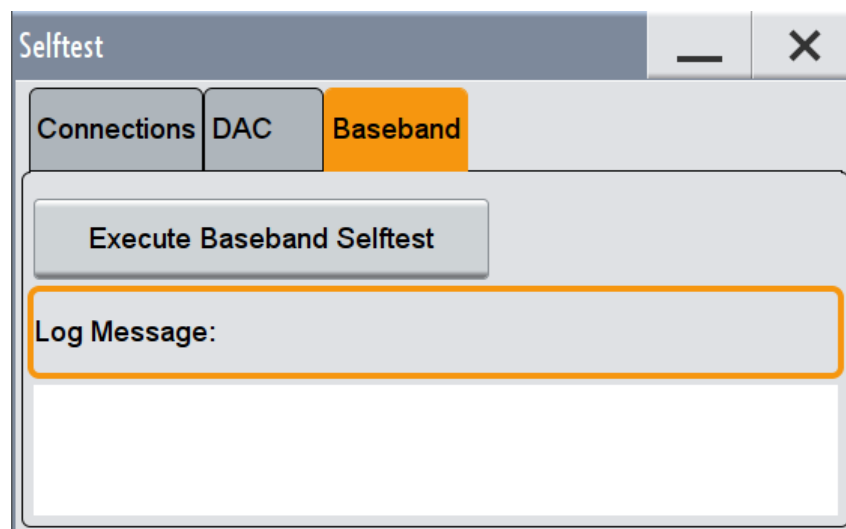 Selftest
Connections DAC Baseband
Execute Baseband Selftest
Log Message: